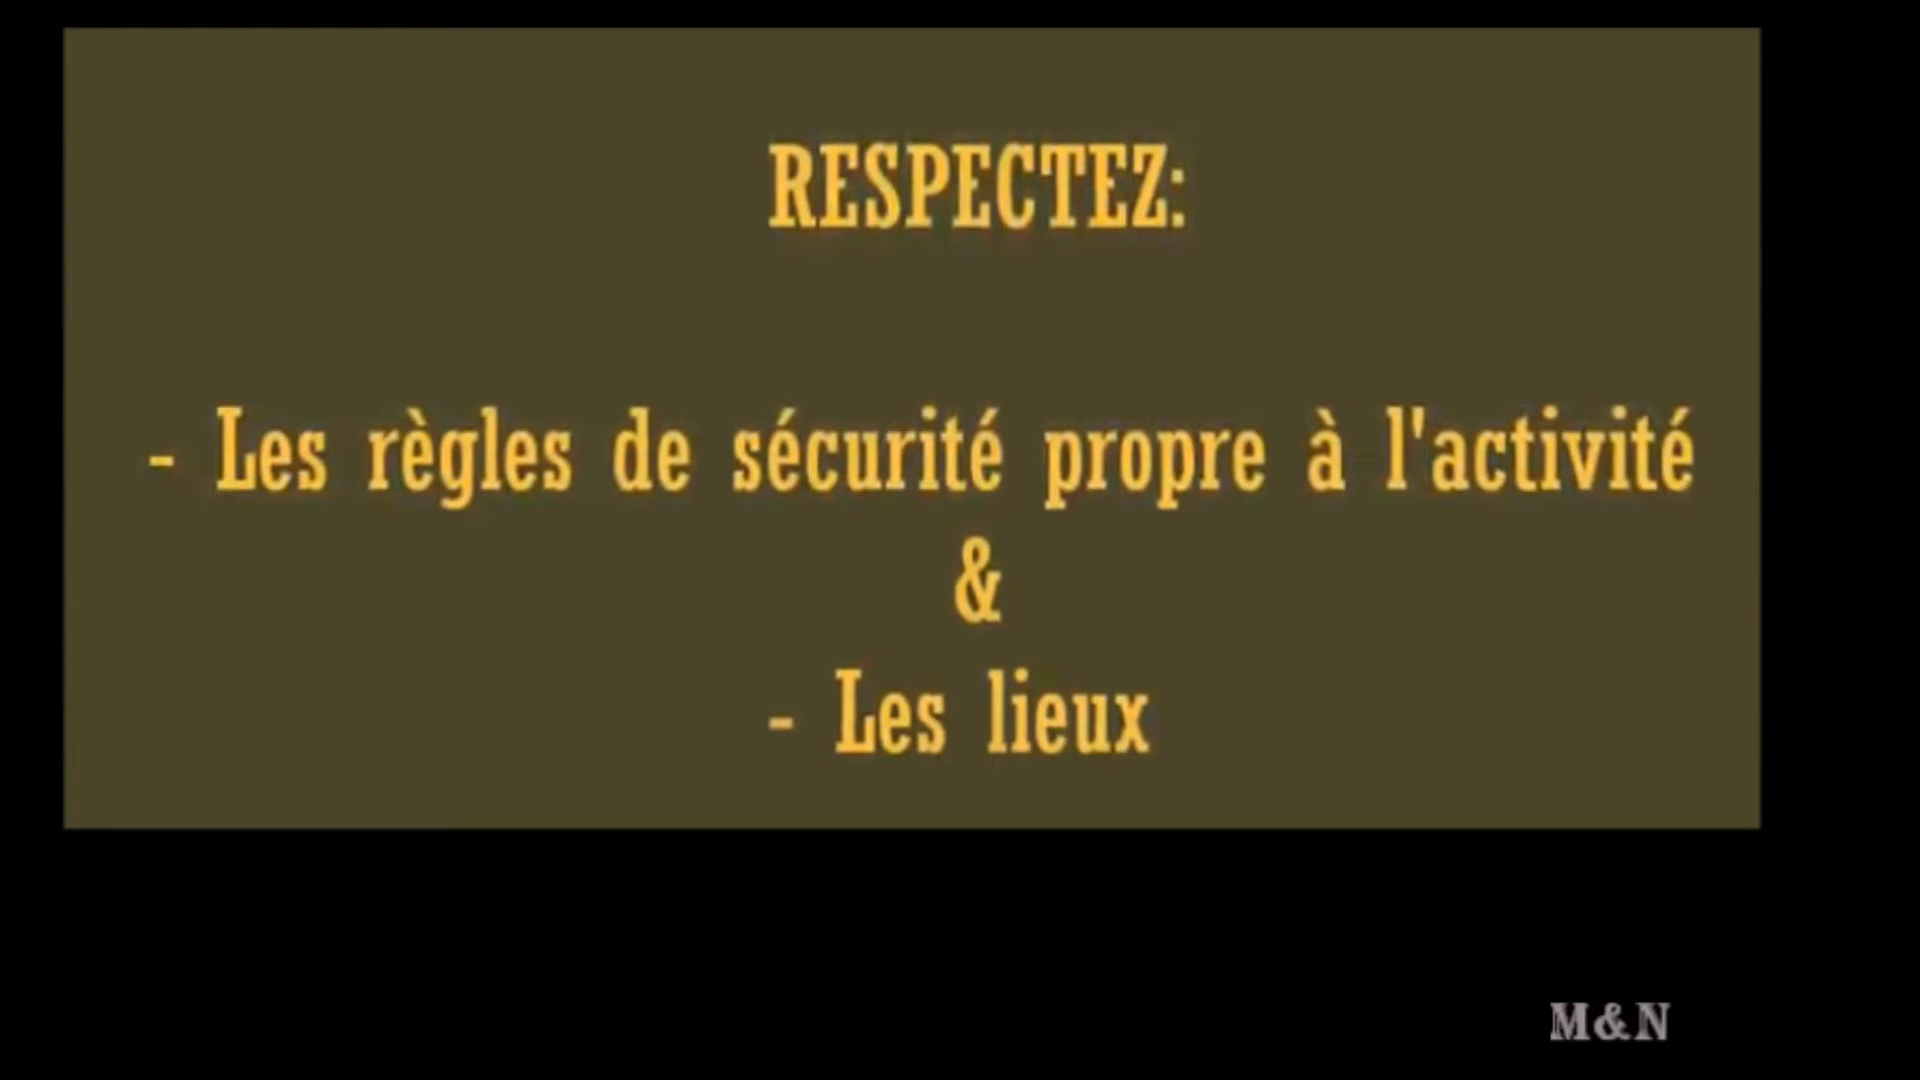 RESPECTEZ:
- Les règles de sécurité propre à l'activité
&
- Les lieux
M&N